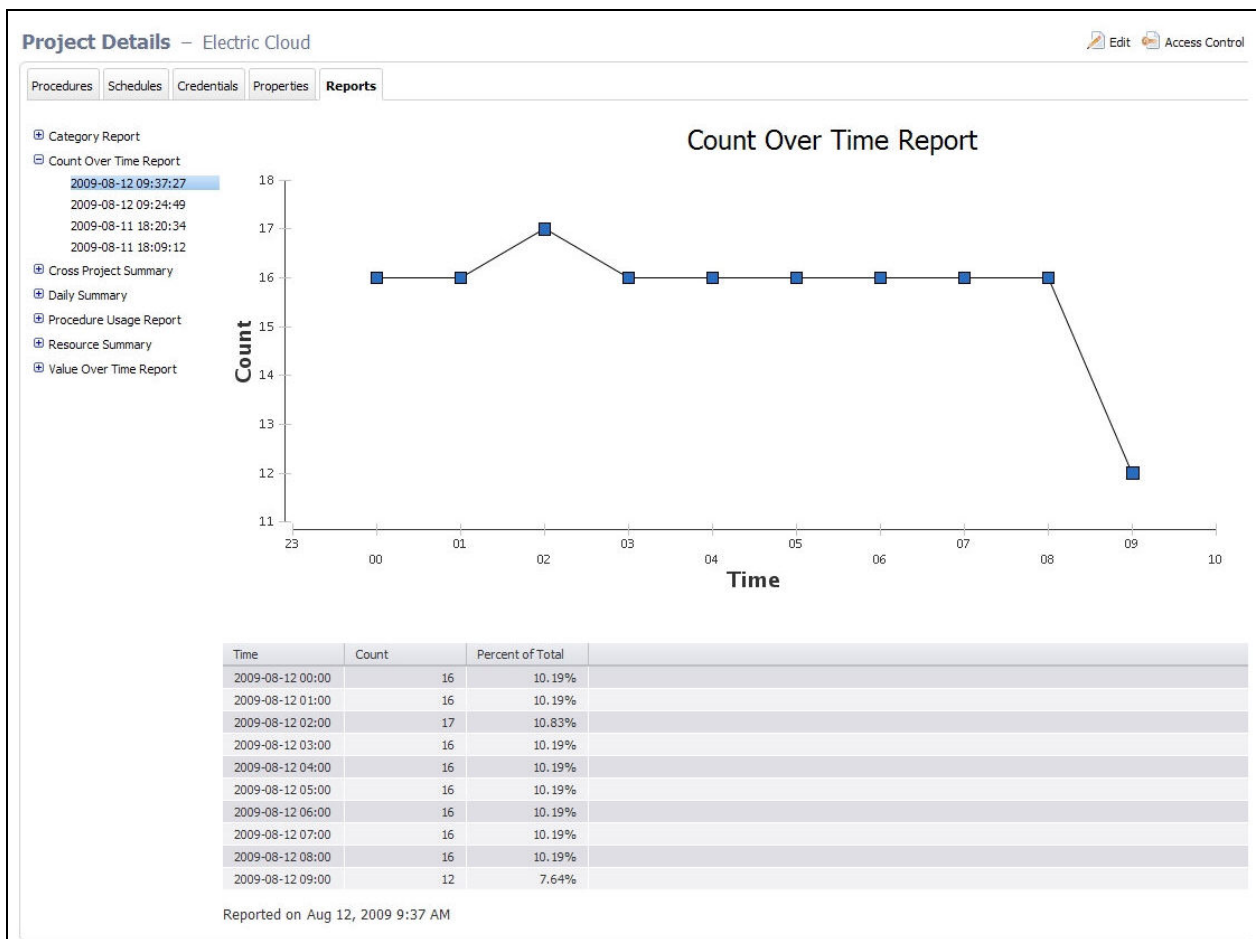 Project Details – Electric Cloud
Edit Access Control
Procedures Schedules Credentials Properties Reports
Category Report
Count Over Time Report
2009-08-12 09:37:27
2009-08-12 09:24:49
2009-08-11 18:20:34
2009-08-11 18:09:12
Cross Project Summary
Daily Summary
Procedure Usage Report
Resource Summary
Value Over Time Report
Count Over Time Report
18
17
16
15
14
13
12
11
Count
23 00 01 02 03 04 05 06 07 08 09 10
Time
Time Count Percent of Total
2009-08-12 00:00 16 10.19%
2009-08-12 01:00 16 10.19%
2009-08-12 02:00 17 10.83%
2009-08-12 03:00 16 10.19%
2009-08-12 04:00 16 10.19%
2009-08-12 05:00 16 10.19%
2009-08-12 06:00 16 10.19%
2009-08-12 07:00 16 10.19%
2009-08-12 08:00 16 10.19%
2009-08-12 09:00 12 7.64%
Reported on Aug 12, 2009 9:37 AM